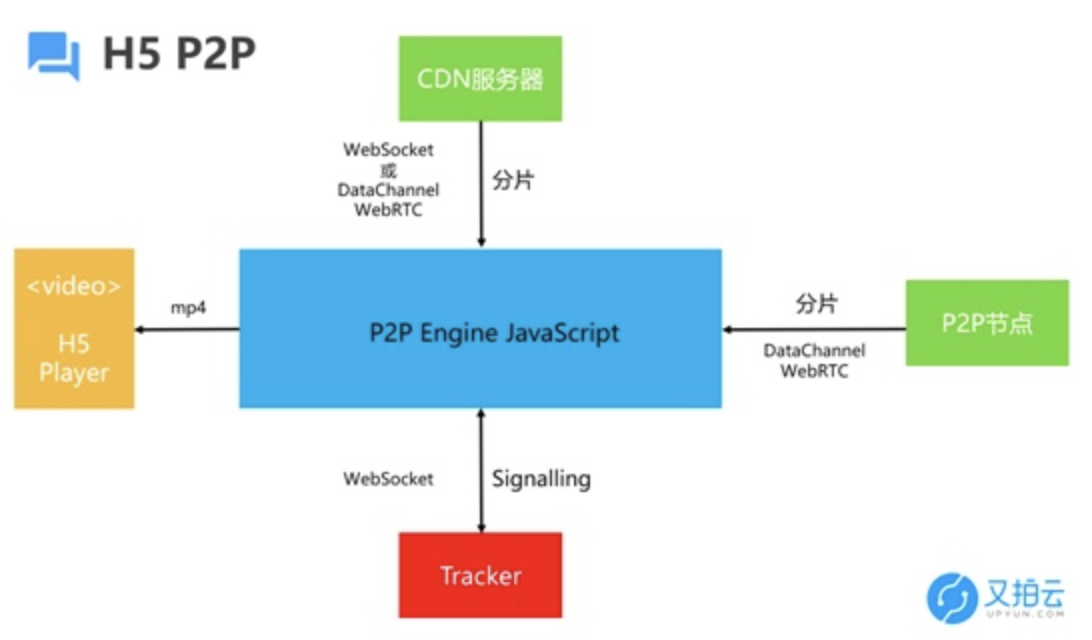 H5 P2P
CDN服务器
WebSocket
或
DataChannel
WebRTC
分片
<video>
H5
Player
mp4
P2P Engine JavaScript
分片
DataChannel
WebRTC
P2P节点
WebSocket
Signalling
Tracker
又拍云
UPYUN.COM